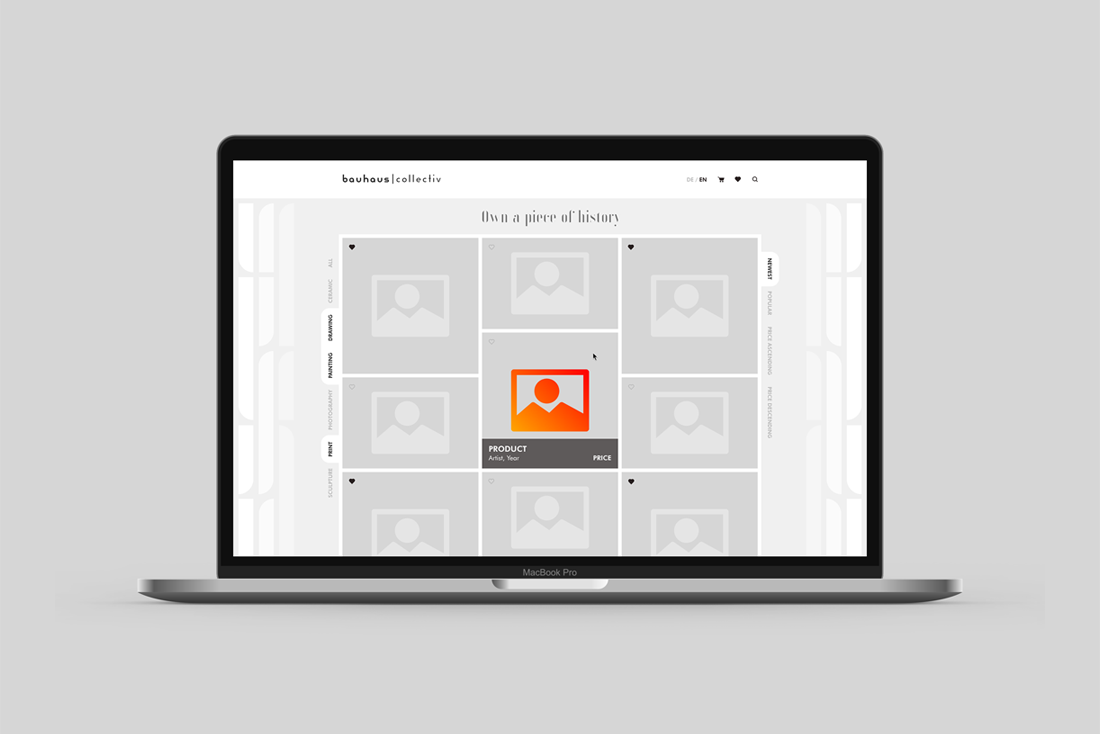 bauhaus|collectiv
DE / EN
Own a piece of history
ALL
CERAMIC
DRAWING
PAINTING
PHOTOGRAPHY
PRINT
SCULPTURE
PRODUCT
Artist, Year
PRICE
NEWEST
POPULAR
PRICE ASCENDING
PRICE DESCENDING
MacBook Pro